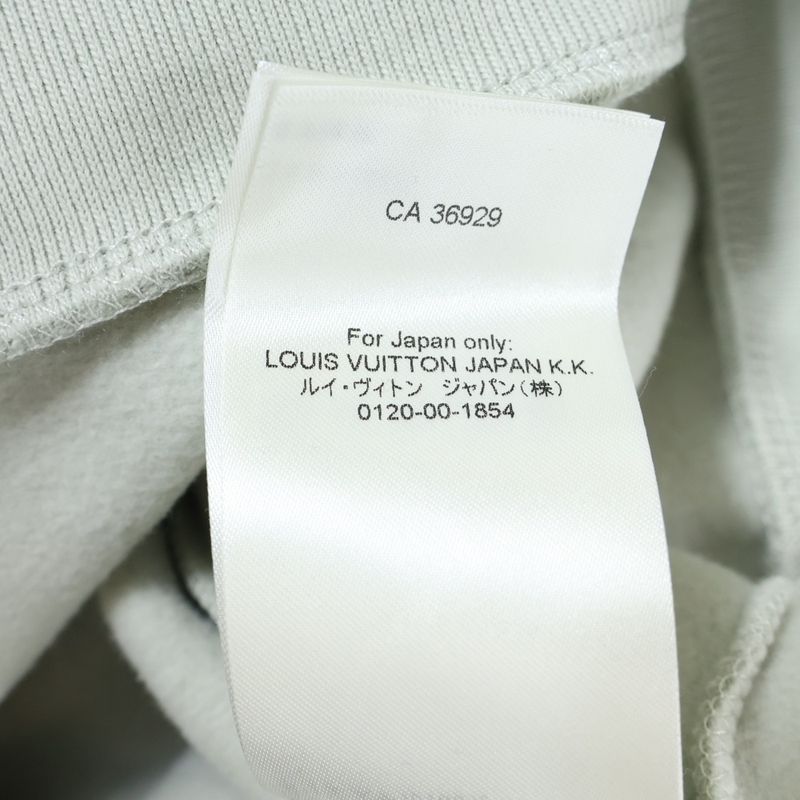 CA 36929
For Japan only:
LOUIS VUITTON JAPAN K.K.
ルイ・ヴィトン　ジャパン(株)
0120-00-1854